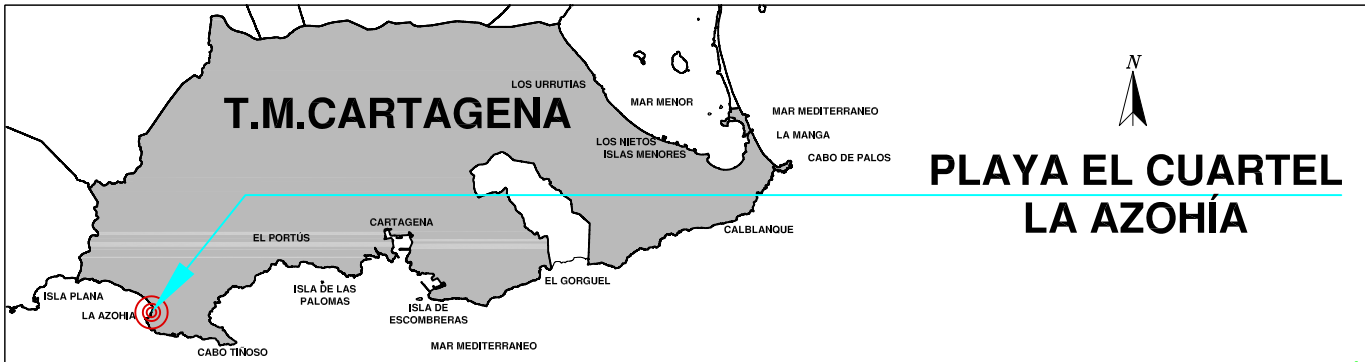 N
LOS URRUTIAS
MAR MENOR
T.M.CARTAGENA
MAR MEDITERRANEO
LA MANGA
LOS NIETOS
ISLAS MENORES
CABO DE PALOS
PLAYA EL CUARTEL
LA AZOHÍA
CARTAGENA
CALBLANQUE
EL PORTÚS
EL GORGUEL
ISLA PLANA
ISLA DE LAS
PALOMAS
LA AZOHIA
ISLA DE
ESCOMBRERAS
CABO TIÑOSO
MAR MEDITERRANEO